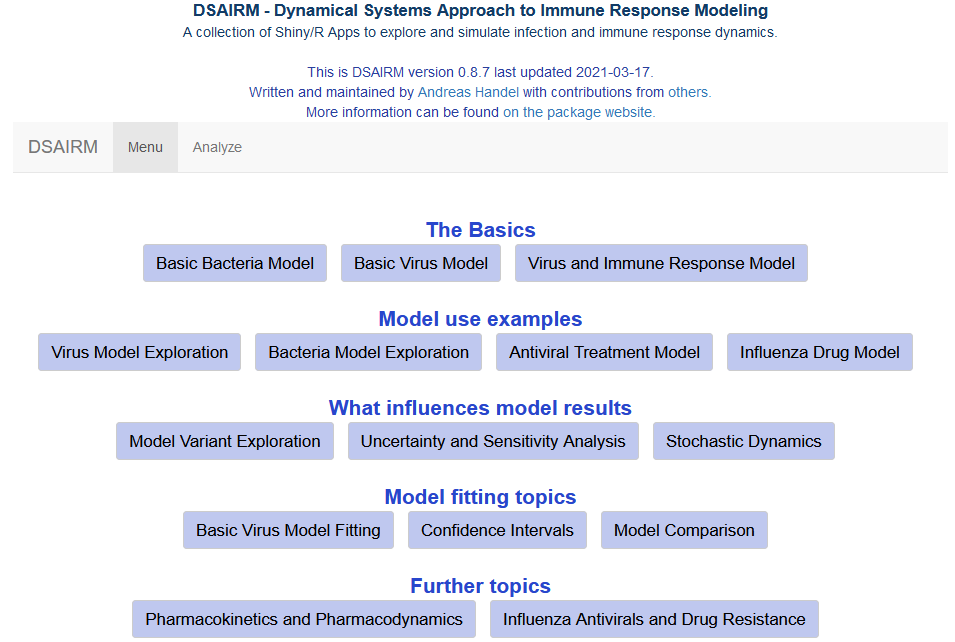 DSAIRM - Dynamical Systems Approach to Immune Response Modeling
A collection of Shiny/R Apps to explore and simulate infection and immune response dynamics.
This is DSAIRM version 0.8.7 last updated 2021-03-17.
Written and maintained by Andreas Handel with contributions from others.
More information can be found on the package website.
DSAIRM Menu Analyze
The Basics
Basic Bacteria Model Basic Virus Model Virus and Immune Response Model
Model use examples
Virus Model Exploration Bacteria Model Exploration Antiviral Treatment Model Influenza Drug Model
What influences model results
Model Variant Exploration Uncertainty and Sensitivity Analysis Stochastic Dynamics
Model fitting topics
Basic Virus Model Fitting Confidence Intervals Model Comparison
Further topics
Pharmacokinetics and Pharmacodynamics Influenza Antivirals and Drug Resistance